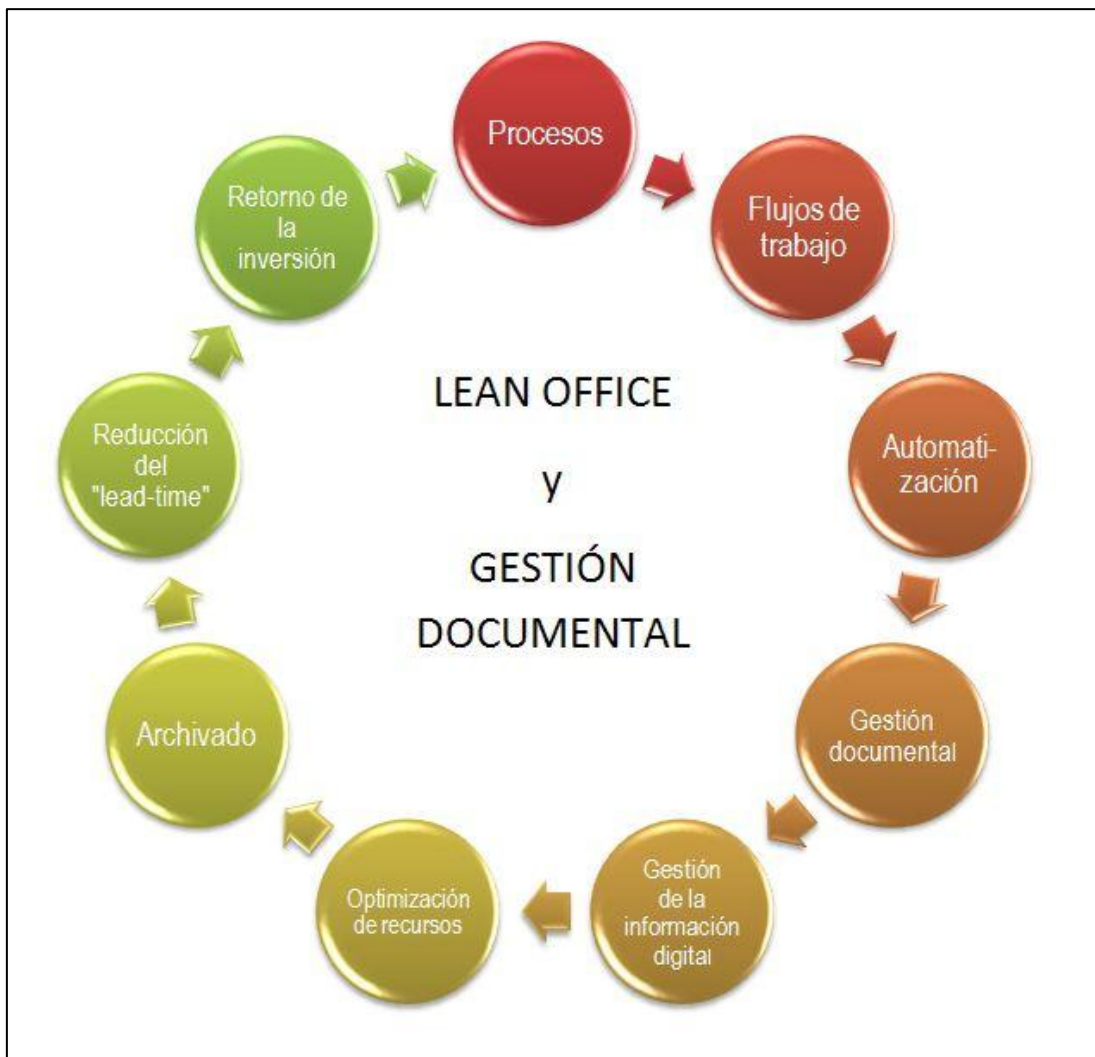 Procesos
Flujos de
trabajo
Automati-
zación
Gestión
documental
Gestión
de la
información
digital
Optimización
de recursos
Archivado
Reducción
del
"lead-time"
Retorno de
la
inversión
LEAN OFFICE
y
GESTIÓN
DOCUMENTAL